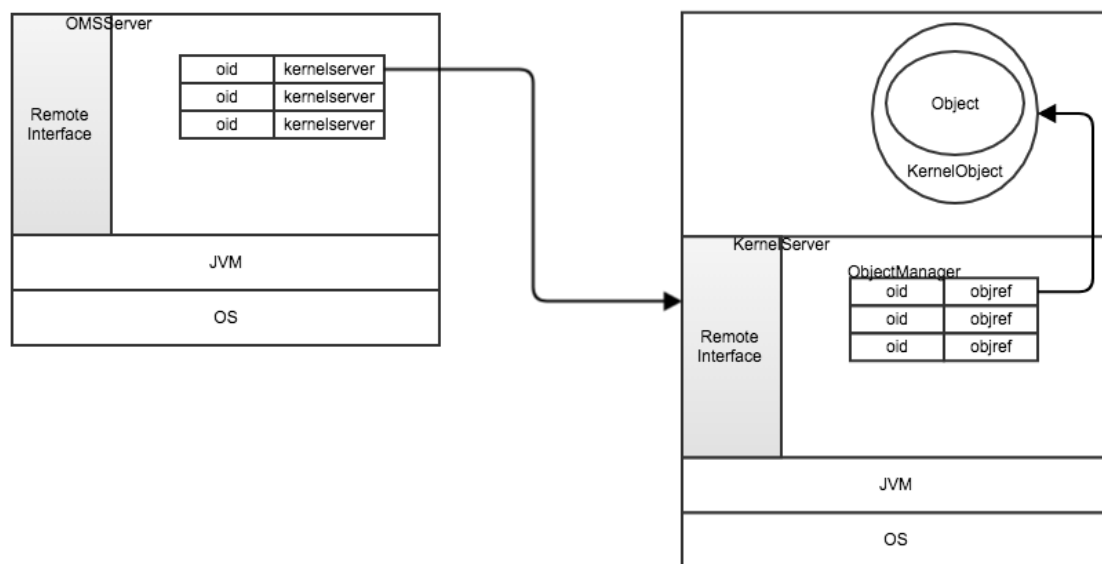 OMSServer
oid kernelserver
oid kernelserver
oid kernelserver
Remote
Interface
JVM
OS
Object
KernelObject
KernelServer
ObjectManager
oid objref
oid objref
oid objref
Remote
Interface
JVM
OS